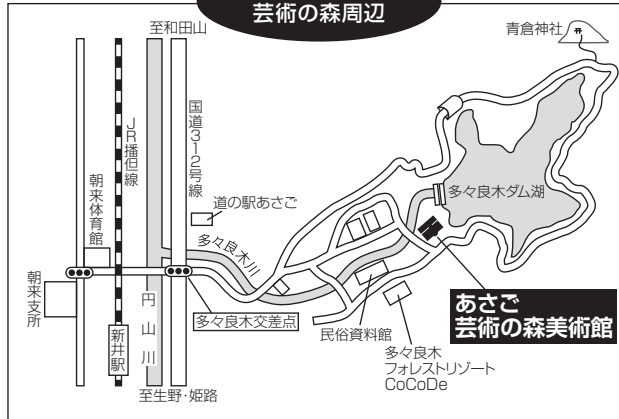 芸術の森周辺
至和田山
青倉神社
JR播但線
国道312号線
朝来体育館
道の駅あさご
多々良木ダム湖
多々良木川
朝来支所
円山川
多々良木交差点
新井駅
民俗資料館
あさご
芸術の森美術館
多々良木
フォレストリゾート
CoCoDe
至生野・姫路